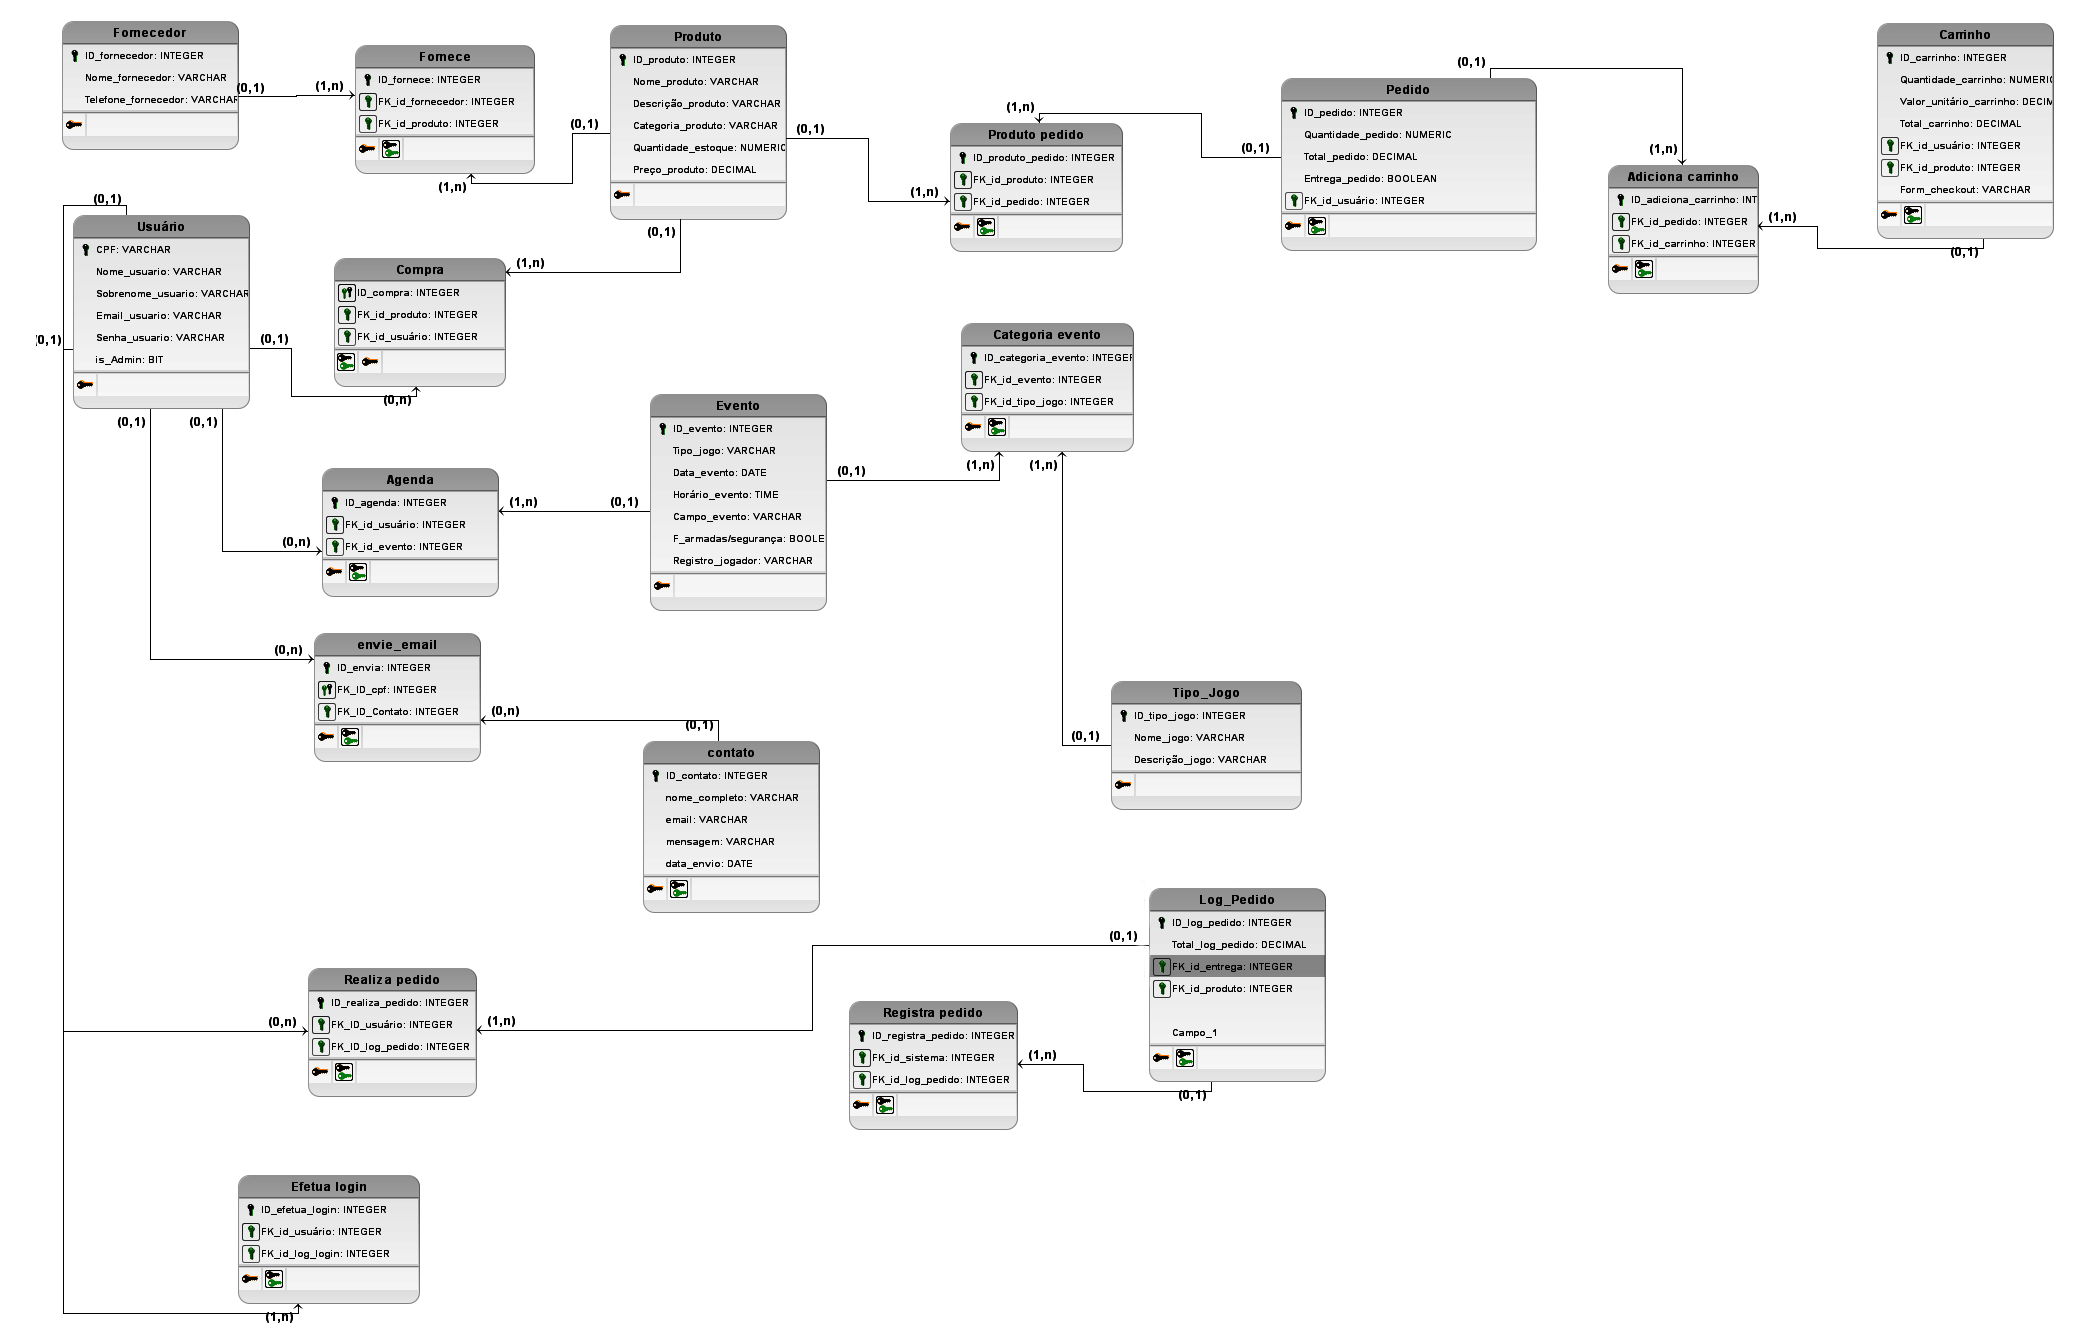 Fornecedor
ID_fornecedor: INTEGER
Nome_fornecedor: VARCHAR
Telefone_fornecedor: VARCHAR
(0,1)
(1,n)
Fornece
ID_fornece: INTEGER
FK_id_fornecedor: INTEGER
FK_id_produto: INTEGER
(1,n)
(0,1)
Produto
ID_produto: INTEGER
Nome_produto: VARCHAR
Descrição_produto: VARCHAR
Categoria_produto: VARCHAR
Quantidade_estoque: NUMERIC
Preço_produto: DECIMAL
(0,1)
(0,1)
(1,n)
(1,n)
Produto pedido
ID_produto_pedido: INTEGER
FK_id_produto: INTEGER
FK_id_pedido: INTEGER
(0,1)
Pedido
ID_pedido: INTEGER
Quantidade_pedido: NUMERIC
Total_pedido: DECIMAL
Entrega_pedido: BOOLEAN
FK_id_usuário: INTEGER
(0,1)
(1,n)
Adiciona carrinho
ID_adiciona_carrinho: INT
FK_id_pedido: INTEGER
FK_id_carrinho: INTEGER
(1,n)
(0,1)
Carrinho
ID_carrinho: INTEGER
Quantidade_carrinho: NUMERIC
Valor_unitário_carrinho: DECIM
Total_carrinho: DECIMAL
FK_id_usuário: INTEGER
FK_id_produto: INTEGER
Form_checkout: VARCHAR
(0,1)
Usuário
CPF: VARCHAR
Nome_usuario: VARCHAR
Sobrenome_usuario: VARCHAR
Email_usuario: VARCHAR
Senha_usuario: VARCHAR
is_Admin: BIT
(0,1)
(0,1)
(0,1)
(0,1)
(1,n)
Compra
ID_compra: INTEGER
FK_id_produto: INTEGER
FK_id_usuário: INTEGER
(0,n)
Categoria evento
ID_categoria_evento: INTEGER
FK_id_evento: INTEGER
FK_id_tipo_jogo: INTEGER
(1,n)
(1,n)
Evento
ID_evento: INTEGER
Tipo_jogo: VARCHAR
Data_evento: DATE
Horário_evento: TIME
Campo_evento: VARCHAR
F_armadas/segurança: BOOLE
Registro_jogador: VARCHAR
(0,1)
(0,1)
(1,n)
Agenda
ID_agenda: INTEGER
FK_id_usuário: INTEGER
FK_id_evento: INTEGER
(0,n)
(0,n)
envie_email
ID_envia: INTEGER
FK_ID_cpf: INTEGER
FK_ID_Contato: INTEGER
(0,n)
(0,1)
contato
ID_contato: INTEGER
nome_completo: VARCHAR
email: VARCHAR
mensagem: VARCHAR
data_envio: DATE
Tipo_Jogo
ID_tipo_jogo: INTEGER
Nome_jogo: VARCHAR
Descrição_jogo: VARCHAR
(0,1)
Log_Pedido
ID_log_pedido: INTEGER
Total_log_pedido: DECIMAL
FK_id_entrega: INTEGER
FK_id_produto: INTEGER
Campo_1
(0,1)
(0,1)
Realiza pedido
ID_realiza_pedido: INTEGER
FK_ID_usuário: INTEGER
FK_ID_log_pedido: INTEGER
(0,n)
(1,n)
Registra pedido
ID_registra_pedido: INTEGER
FK_id_sistema: INTEGER
FK_id_log_pedido: INTEGER
(1,n)
Efetua login
ID_efetua_login: INTEGER
FK_id_usuário: INTEGER
FK_id_log_login: INTEGER
(1,n)